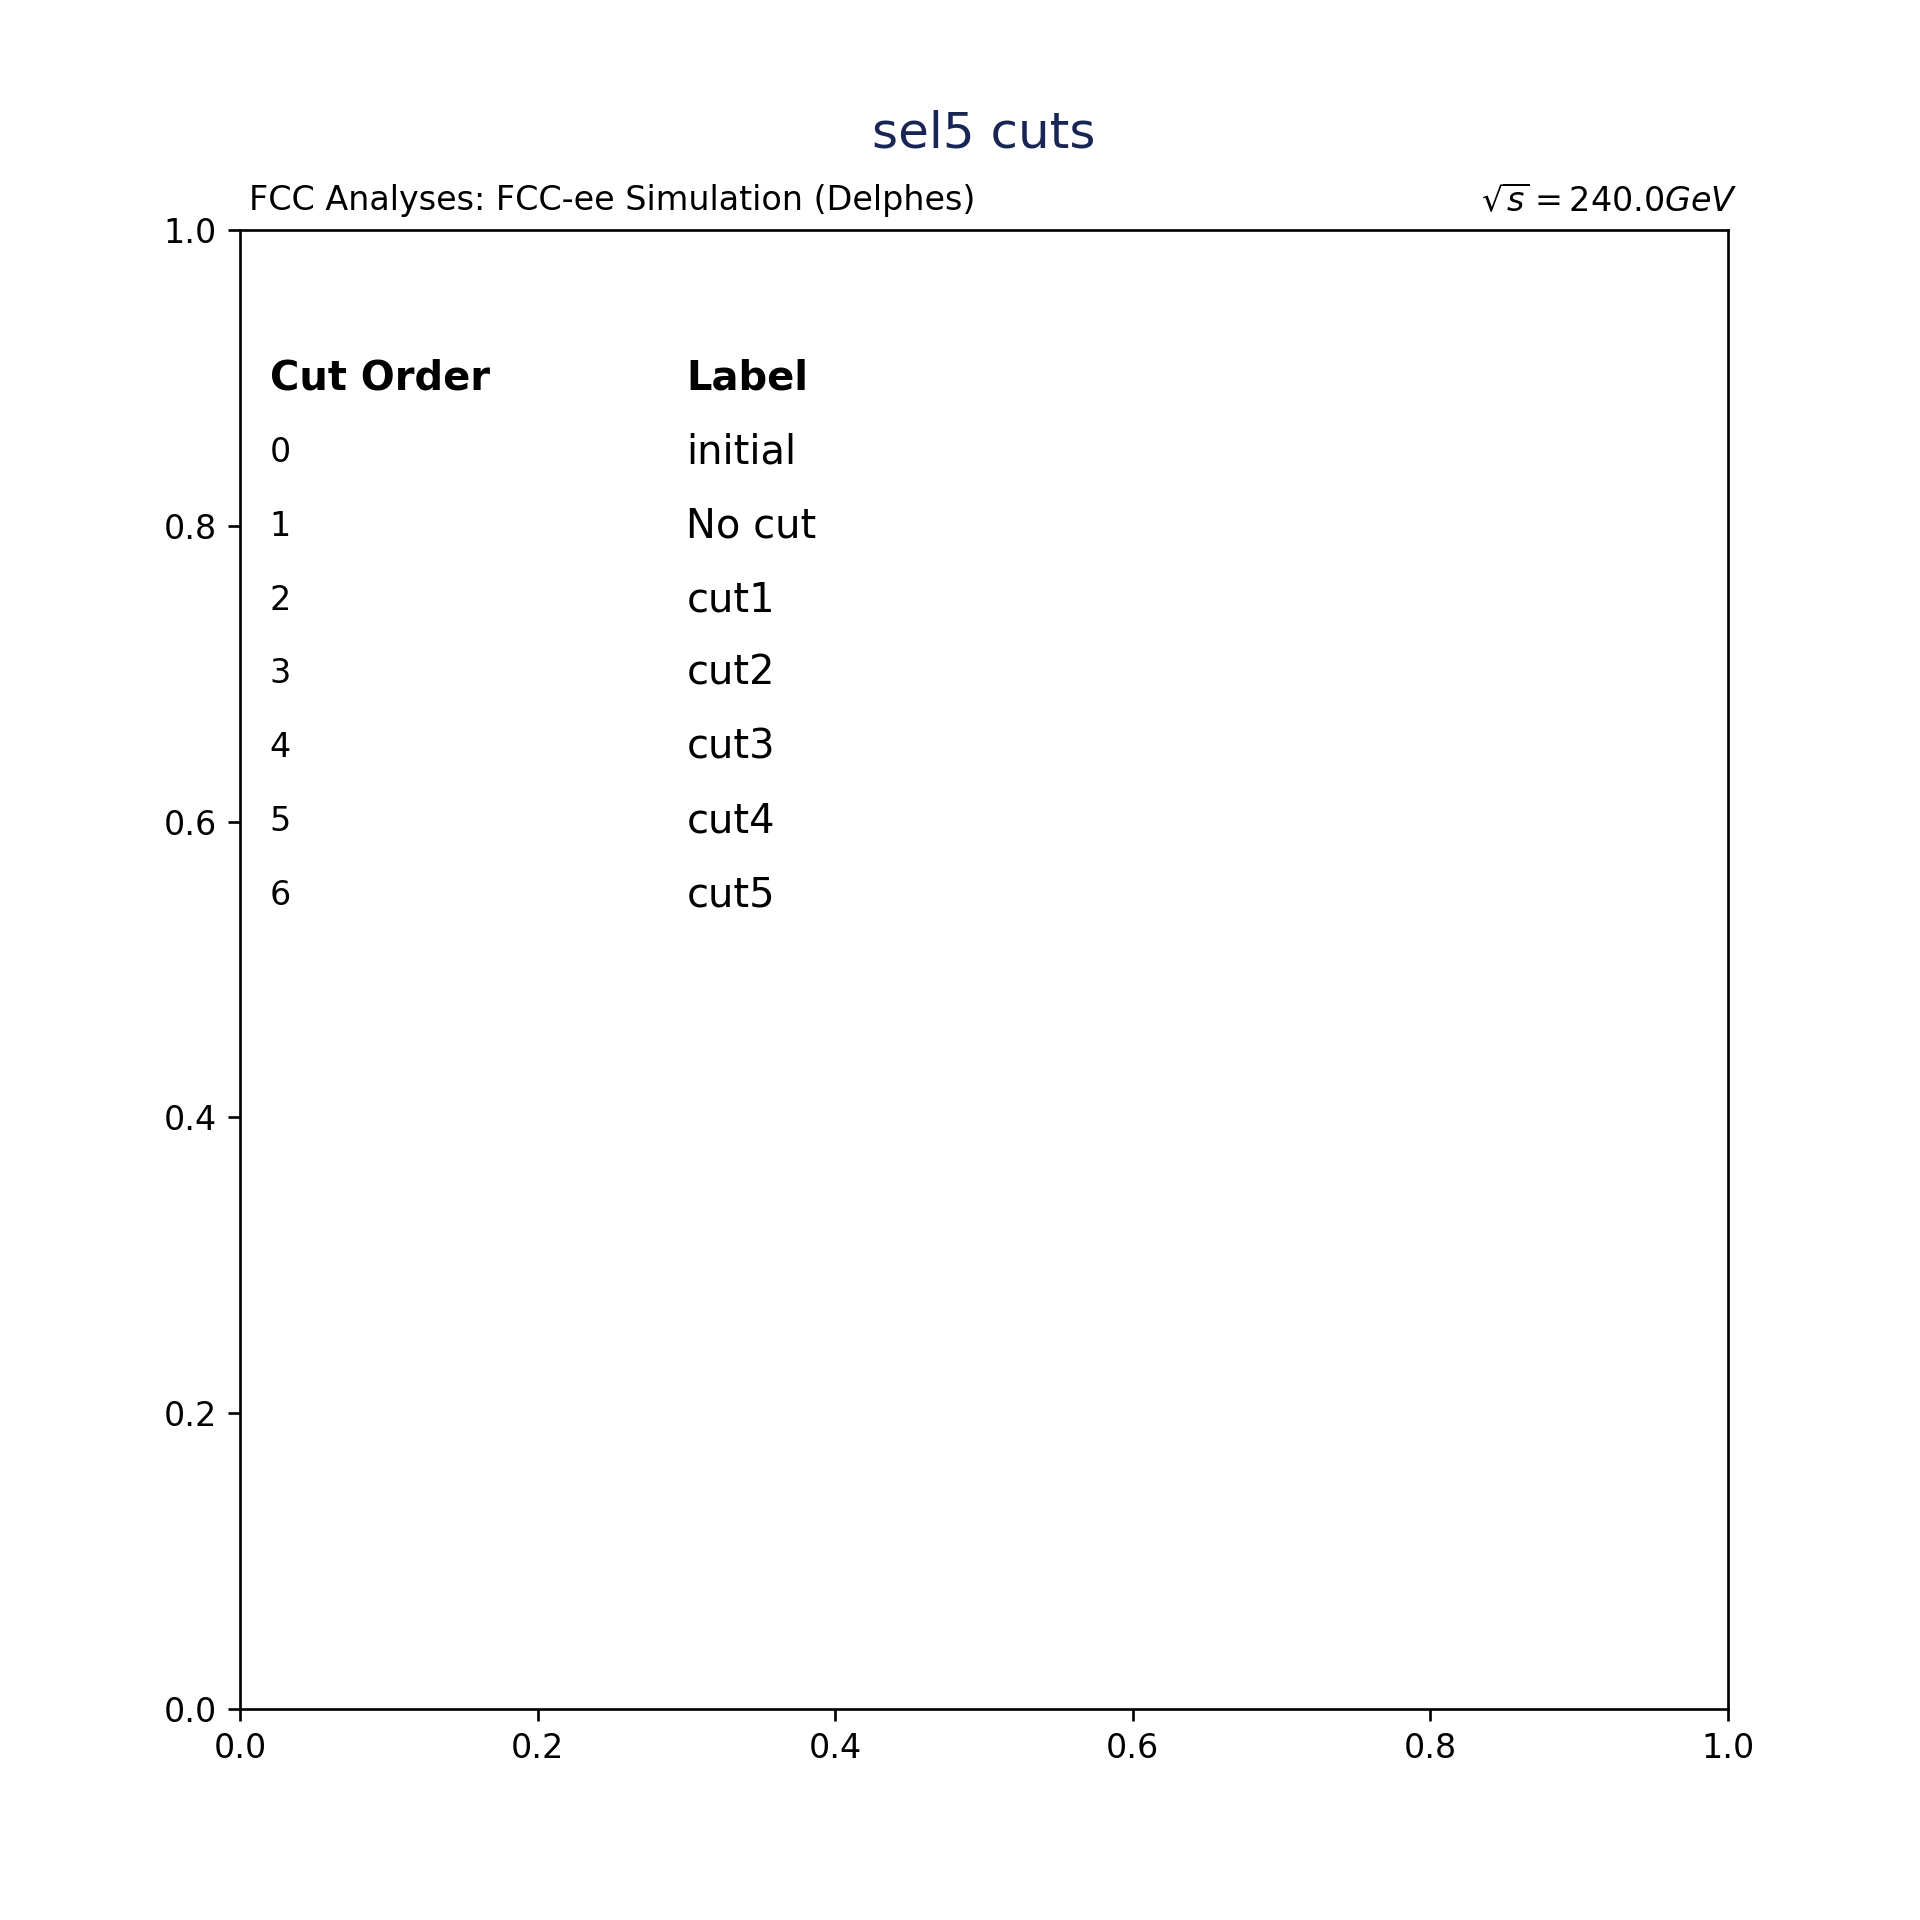 sel5 cuts
FCC Analyses: FCC-ee Simulation (Delphes) √s = 240.0GeV
1.0
Cut Order Label
0 initial
0.8 1 No cut
2 cut1
3 cut2
4 cut3
0.6 5 cut4
6 cut5
0.4
0.2
0.0
0.0 0.2 0.4 0.6 0.8 1.0